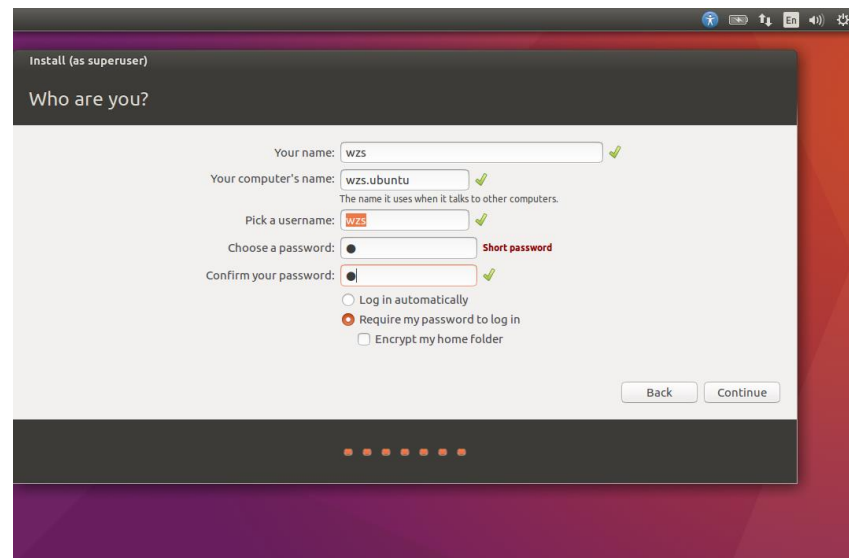 En
Install (as superuser)
Who are you?
Your name: wzs
Your computer's name: wzs.ubuntu
The name it uses when it talks to other computers.
Pick a username: wzs
Choose a password: ● Short password
Confirm your password: ●
Log in automatically
Require my password to log in
Encrypt my home folder
Back Continue